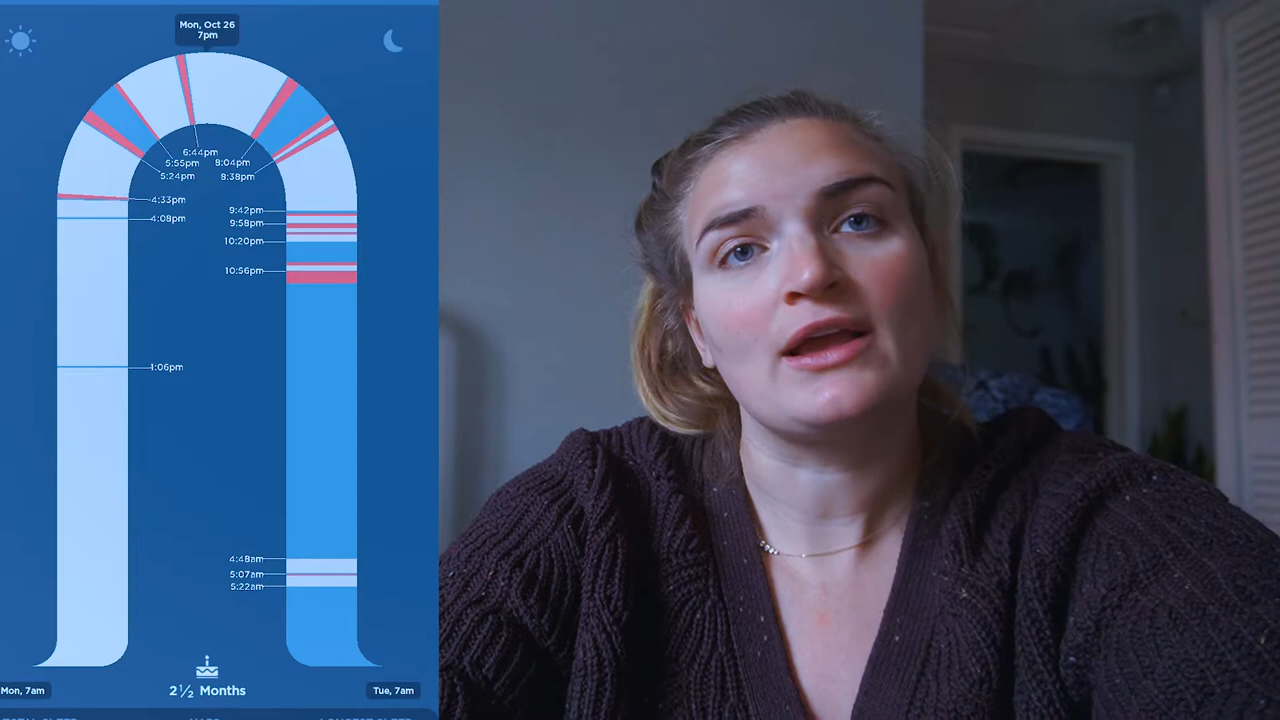 Mon, Oct 26
7pm
6:44pm
5:55pm
8:04pm
5:24pm
8:38pm
4:33pm
4:08pm
9:42pm
9:58pm
10:20pm
10:56pm
1:06pm
4:48am
5:07am
5:22am
2½ Months
Mon, 7am
Tue, 7am